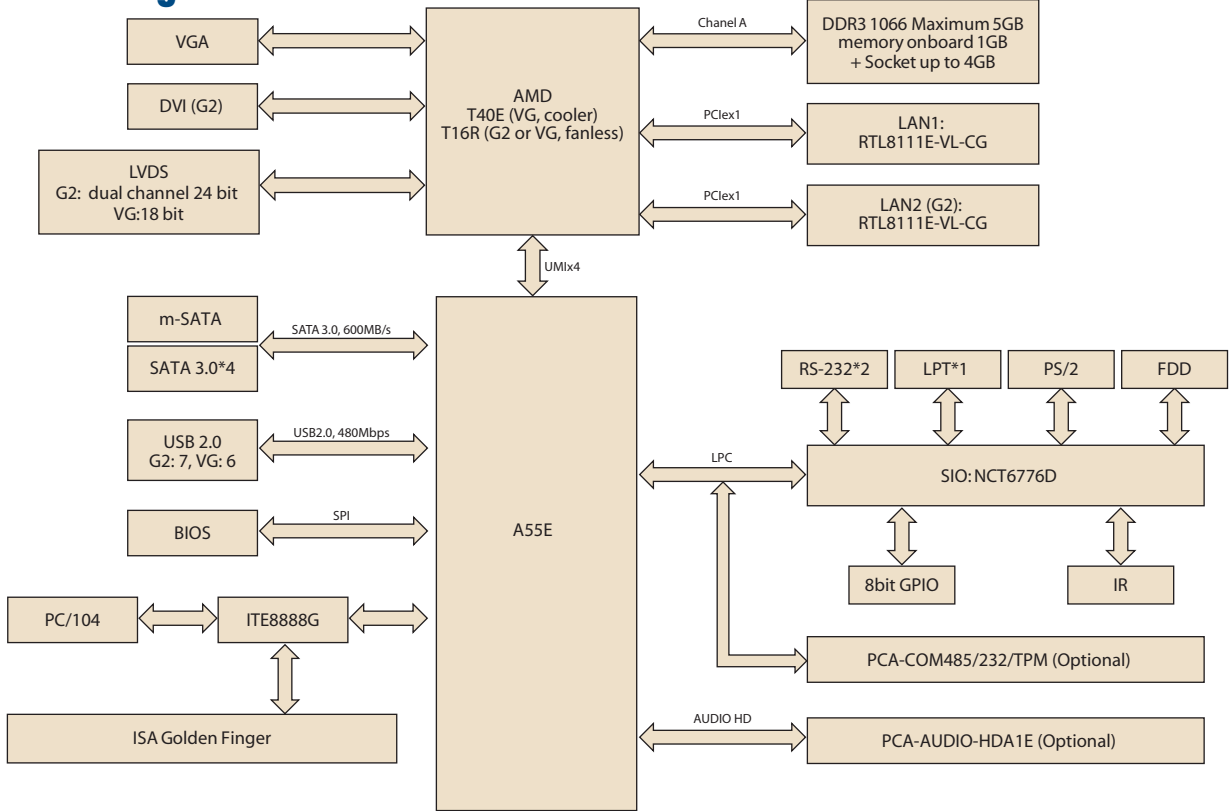 VGA
Chanel A
DDR3 1066 Maximum 5GB
memory onboard 1GB
+ Socket up to 4GB
DVI (G2)
AMD
T40E (VG, cooler)
T16R (G2 or VG, fanless)
PCIex1
LAN1:
RTL8111E-VL-CG
LVDS
G2: dual channel 24 bit
VG:18 bit
PCIex1
LAN2 (G2):
RTL8111E-VL-CG
UMIx4
m-SATA
SATA 3.0*4
SATA 3.0, 600MB/s
RS-232*2
LPT*1
PS/2
FDD
USB 2.0
G2: 7, VG: 6
USB2.0, 480Mbps
LPC
SIO: NCT6776D
BIOS
SPI
A55E
8bit GPIO
IR
PC/104
ITE8888G
PCA-COM485/232/TPM (Optional)
ISA Golden Finger
AUDIO HD
PCA-AUDIO-HDA1E (Optional)